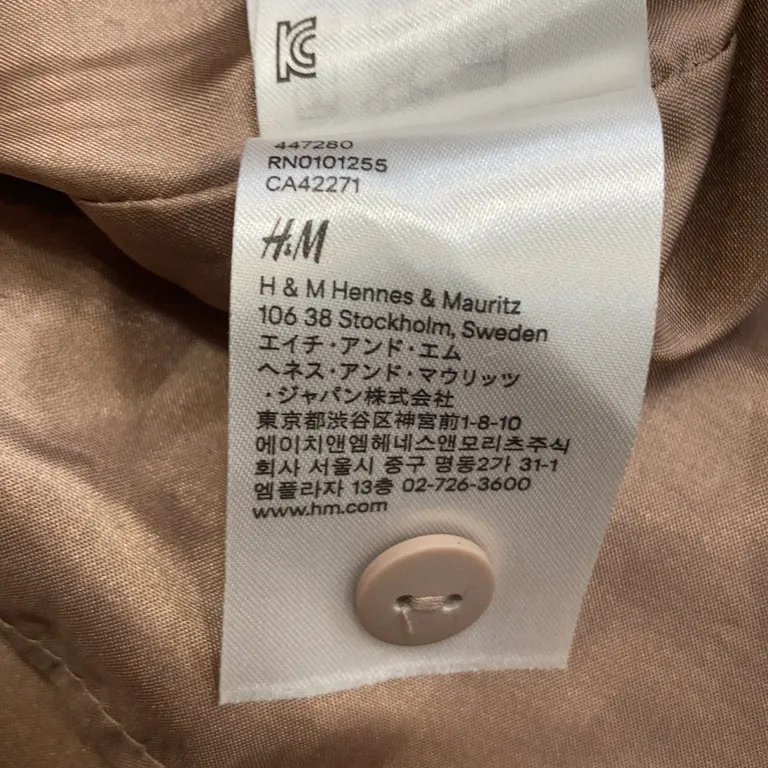 447280
RN0101255
CA42271
H&M
H & M Hennes & Mauritz
106 38 Stockholm, Sweden
エイチ・アンド・エム
ヘネス・アンド・マウリッツ
・ジャパン株式会社
東京都渋谷区神宮前1-8-10
에이치앤엠헤네스앤모리츠주식
회사 서울시 중구 명동2가 31-1
엠플라자 13층 02-726-3600
www.hm.com